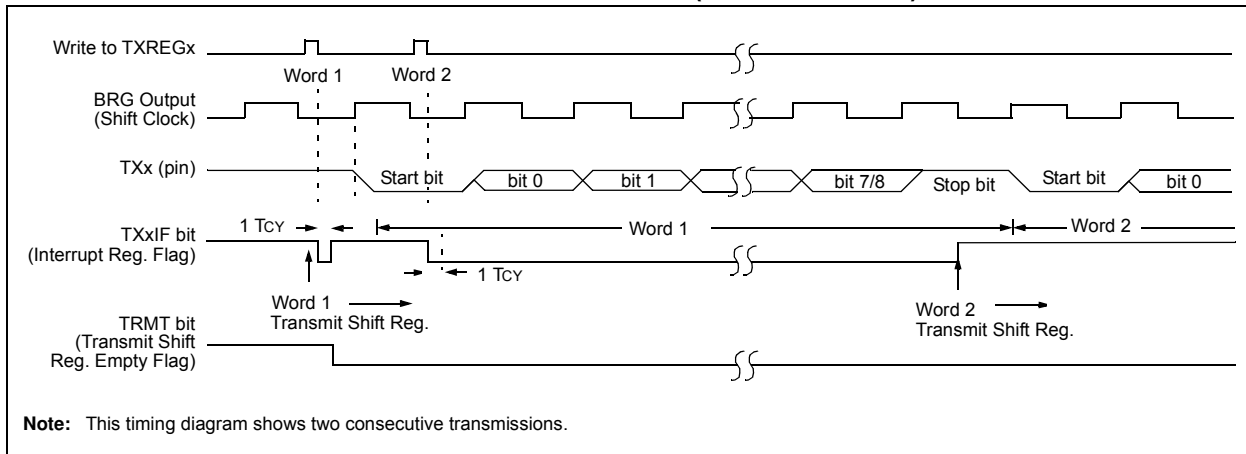 Write to TXREGx
Word 1
Word 2
BRG Output
(Shift Clock)
TXx (pin)
Start bit
bit 0
bit 1
bit 7/8
Stop bit
Start bit
bit 0
1 TCY
Word 1
Word 2
TXxIF bit
(Interrupt Reg. Flag)
1 TCY
Word 1
Transmit Shift Reg.
Word 2
Transmit Shift Reg.
TRMT bit
(Transmit Shift
Reg. Empty Flag)
Note: This timing diagram shows two consecutive transmissions.